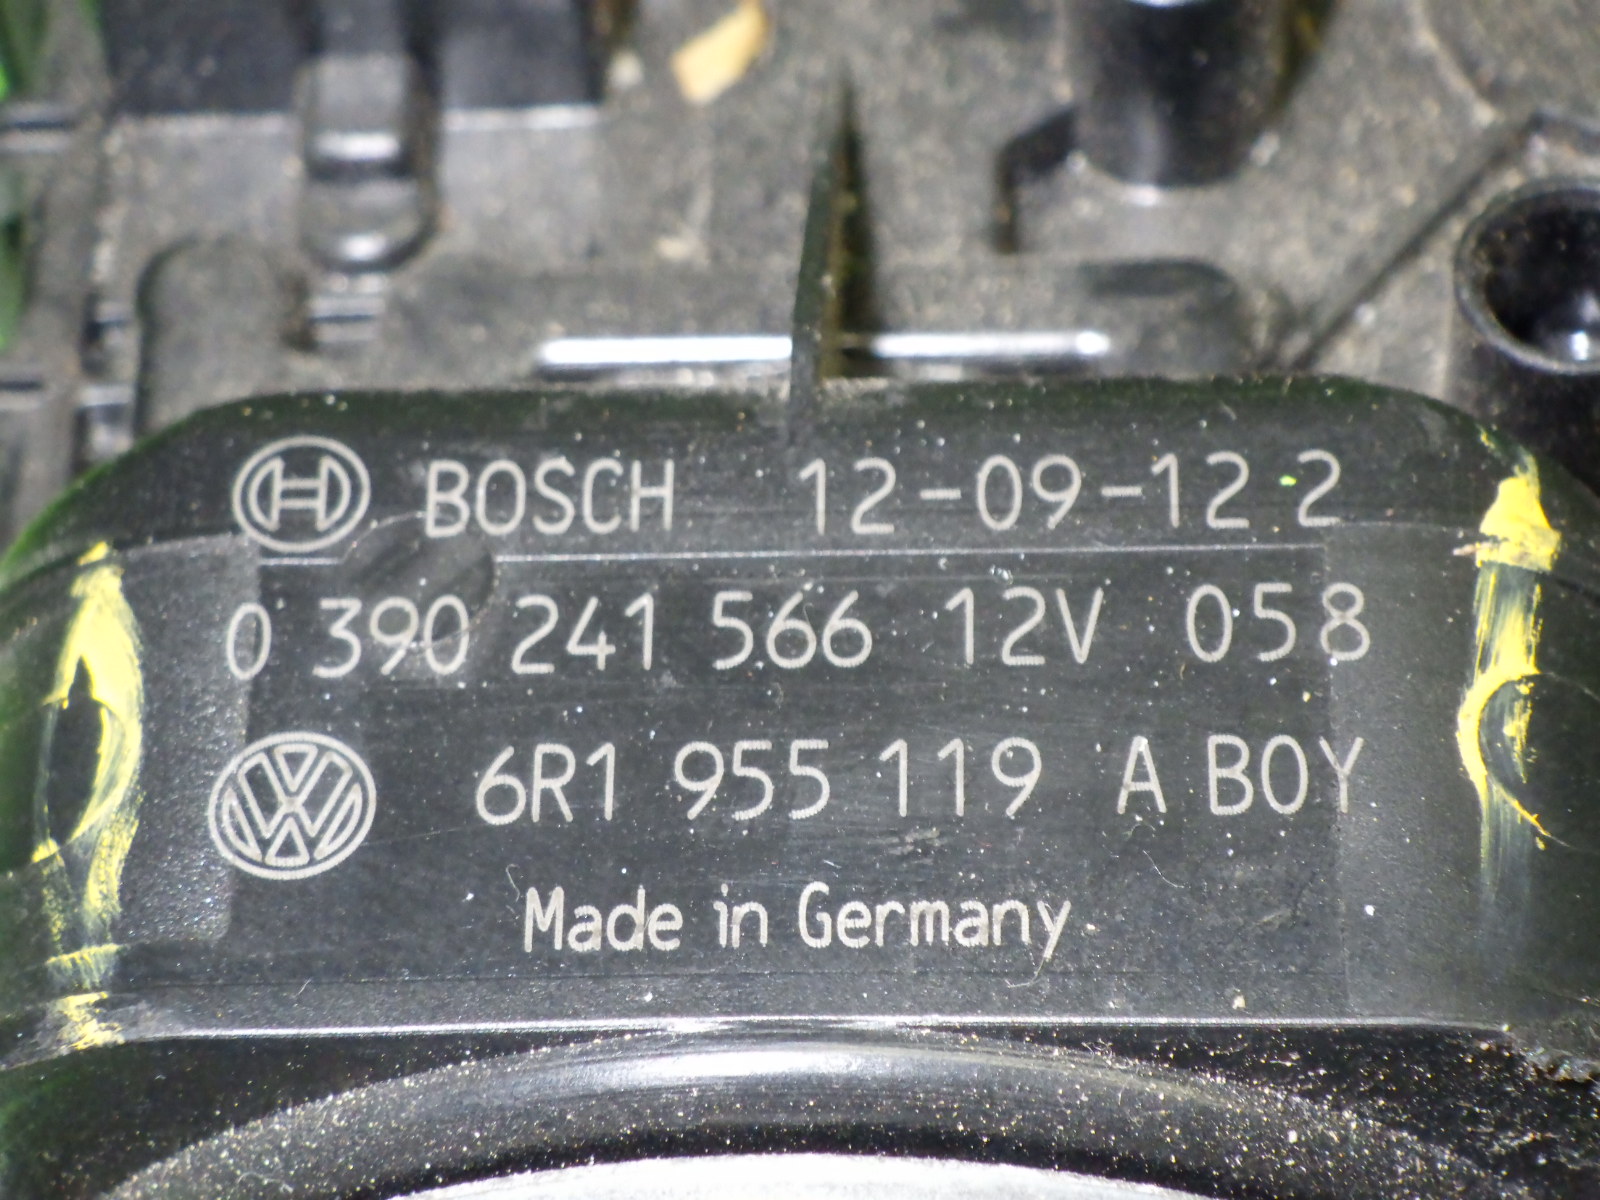 BOSCH 12-09-12 2
0 390 241 566 12V 058
6R1 955 119 A B0Y
Made in Germany